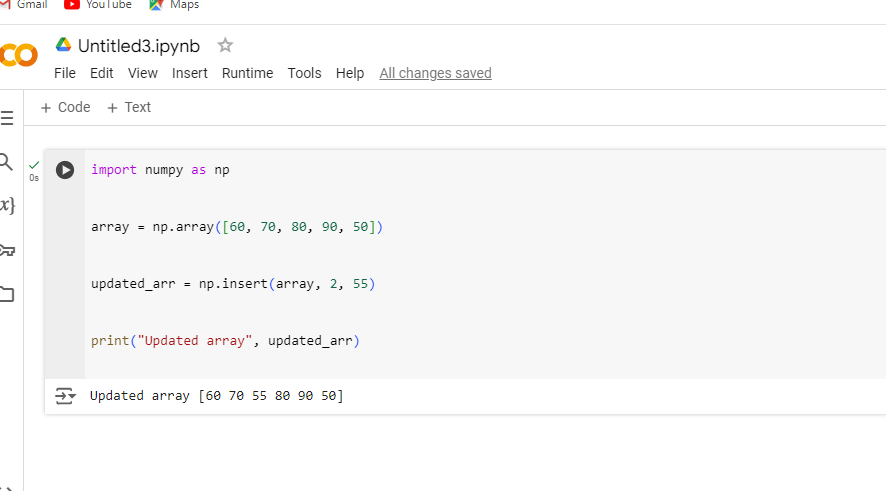 Gmail YouTube Maps
Untitled3.ipynb
File Edit View Insert Runtime Tools Help All changes saved
+ Code + Text
import numpy as np
0s
{x}
array = np.array([60, 70, 80, 90, 50])
updated_arr = np.insert(array, 2, 55)
print("Updated array", updated_arr)
Updated array [60 70 55 80 90 50]